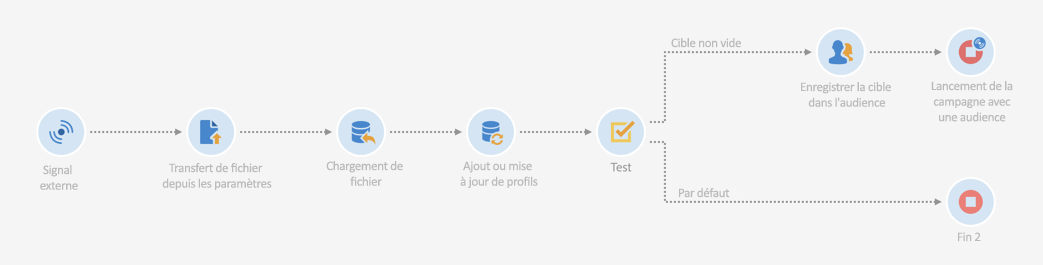 Cible non vide
Enregistrer la cible
dans l'audience
Lancement de la
campagne avec
une audience
Signal
externe
Transfert de fichier
depuis les paramètres
Chargement de
fichier
Ajout ou mise
à jour de profils
Test
Par défaut
Fin 2